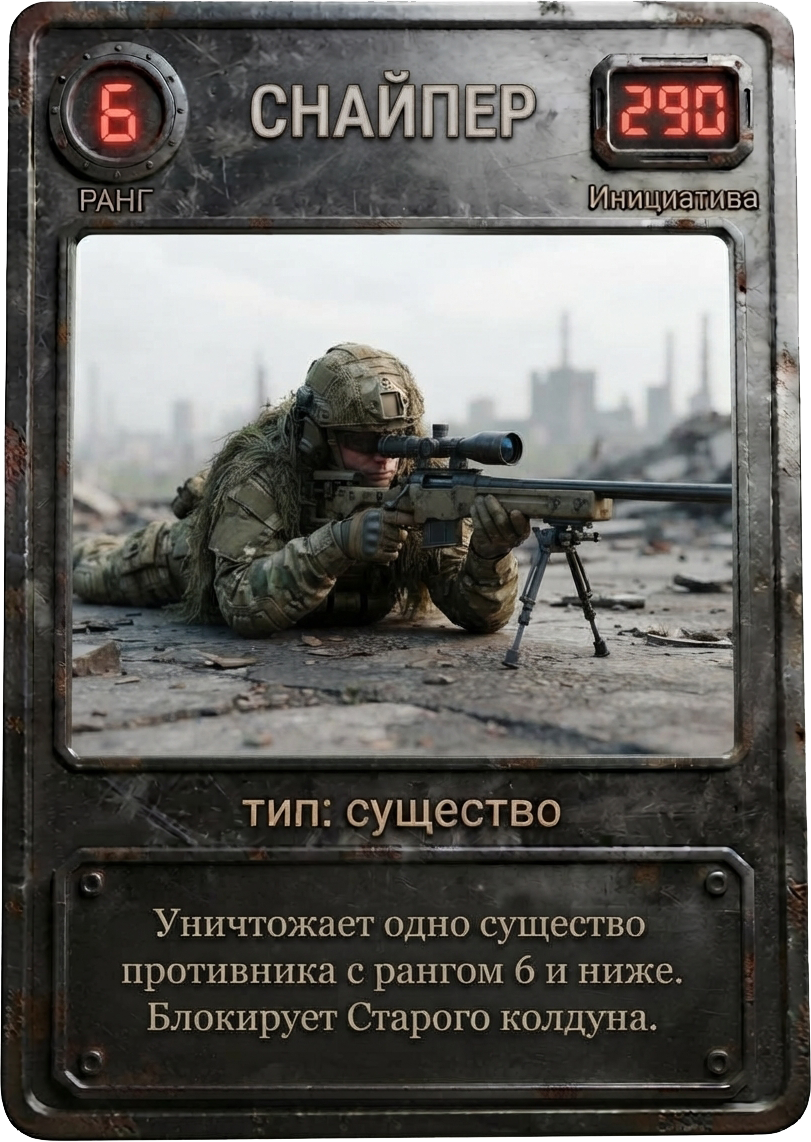 6
СНАЙПЕР
290
РАНГ
Инициатива
тип: существо
Уничтожает одно существо
противника с рангом 6 и ниже.
Блокирует Старого колдуна.